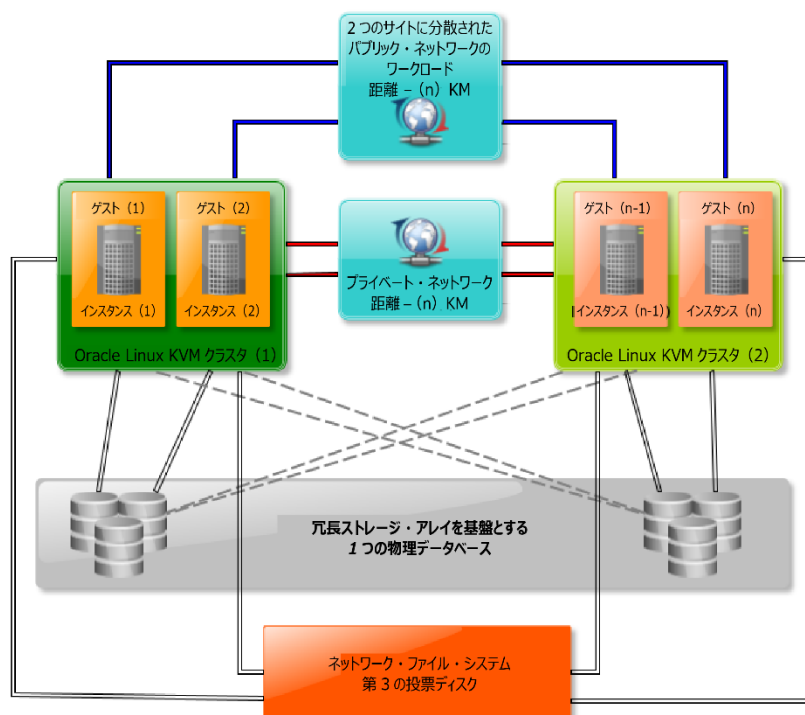 2つのサイトに分散された
パブリック・ネットワークの
ワークロード
距離 – (n) KM
ゲスト (1)
ゲスト (2)
インスタンス (1)
インスタンス (2)
Oracle Linux KVM クラスタ (1)
プライベート・ネットワーク
距離 – (n) KM
ゲスト (n-1)
ゲスト (n)
インスタンス (n-1)
インスタンス (n)
Oracle Linux KVM クラスタ (2)
冗長ストレージ・アレイを基盤とする
1つの物理データベース
ネットワーク・ファイル・システム
第3の投票ディスク